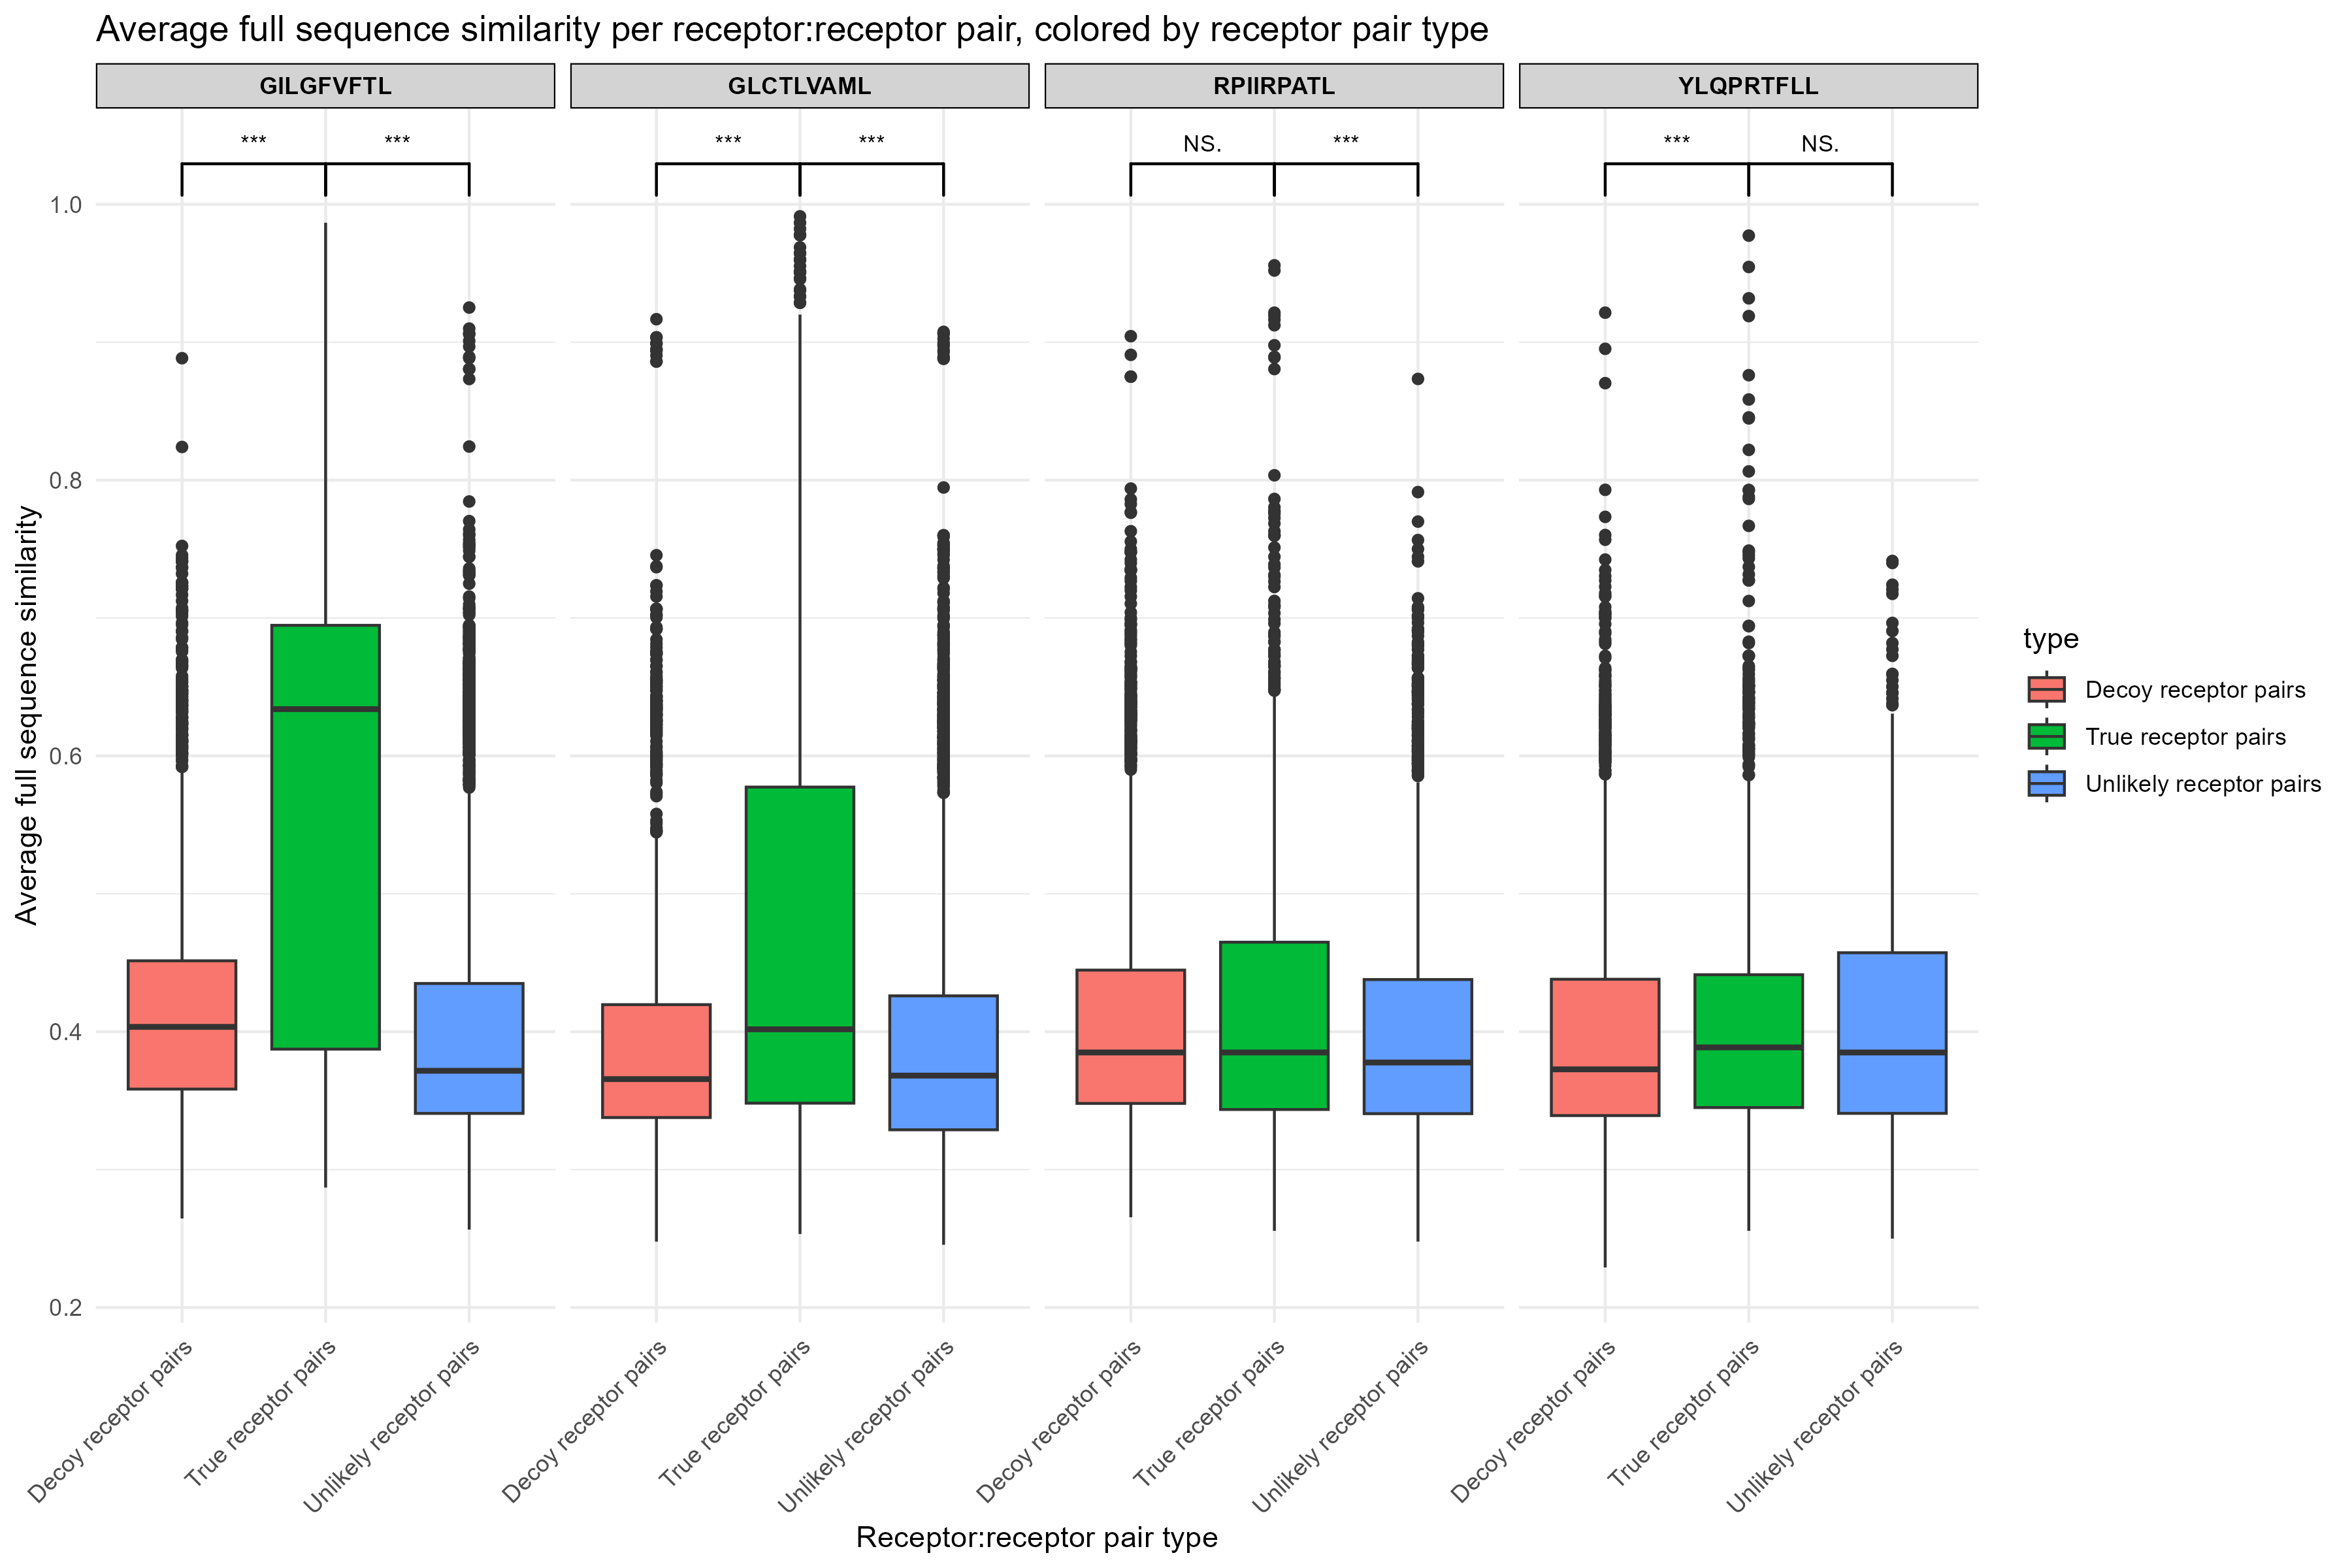 Average full sequence similarity per receptor:receptor pair, colored by receptor pair type
GILGFVFTL
GLCTLVAML
RPIIRPATL
YLQPRTFLL
*** *** *** *** NS. *** *** NS.
1.0
0.8
0.6
0.4
0.2
Average full sequence similarity
Decoy receptor pairs
True receptor pairs
Unlikely receptor pairs
Decoy receptor pairs
True receptor pairs
Unlikely receptor pairs
Decoy receptor pairs
True receptor pairs
Unlikely receptor pairs
Decoy receptor pairs
True receptor pairs
Unlikely receptor pairs
Receptor:receptor pair type
type
Decoy receptor pairs
True receptor pairs
Unlikely receptor pairs